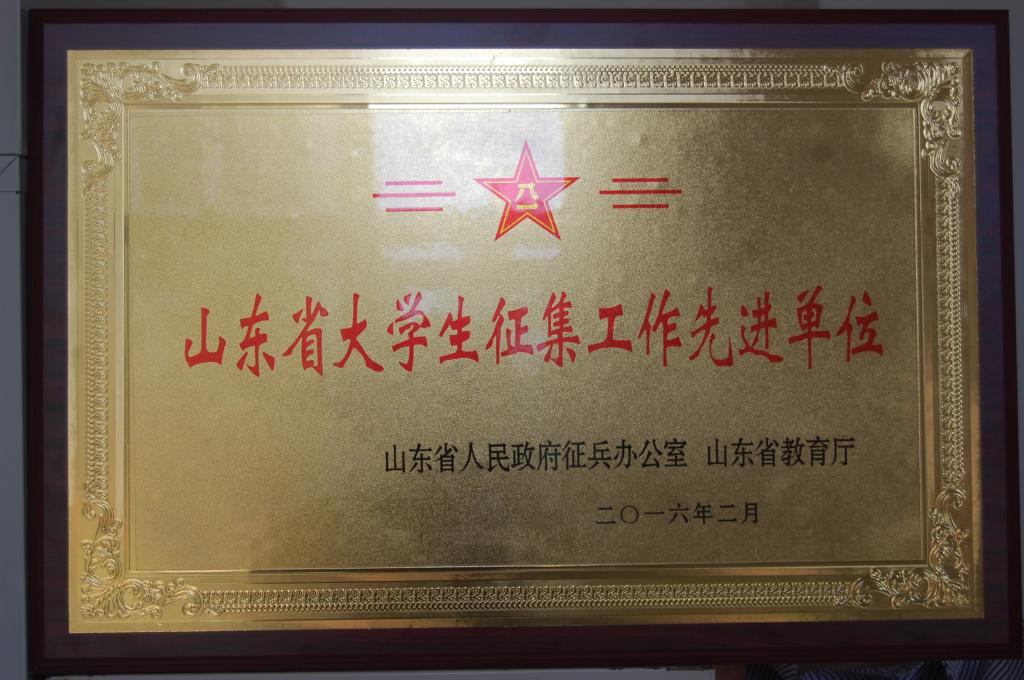 八一
山东省大学生征集工作先进单位
山东省人民政府征兵办公室 山东省教育厅
二〇一六年二月